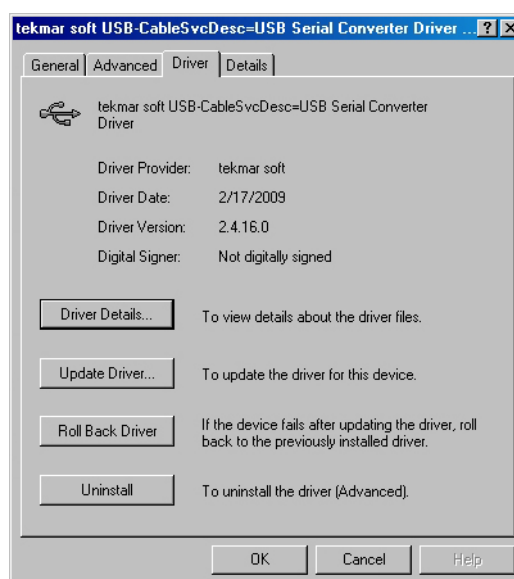 tekmar soft USB-CableSvcDesc=USB Serial Converter Driver ... ? X
General Advanced Driver Details
tekmar soft USB-CableSvcDesc=USB Serial Converter
Driver
Driver Provider: tekmar soft
Driver Date: 2/17/2009
Driver Version: 2.4.16.0
Digital Signer: Not digitally signed
Driver Details... To view details about the driver files.
Update Driver... To update the driver for this device.
Roll Back Driver If the device fails after updating the driver, roll
back to the previously installed driver.
Uninstall To uninstall the driver (Advanced).
OK Cancel Help